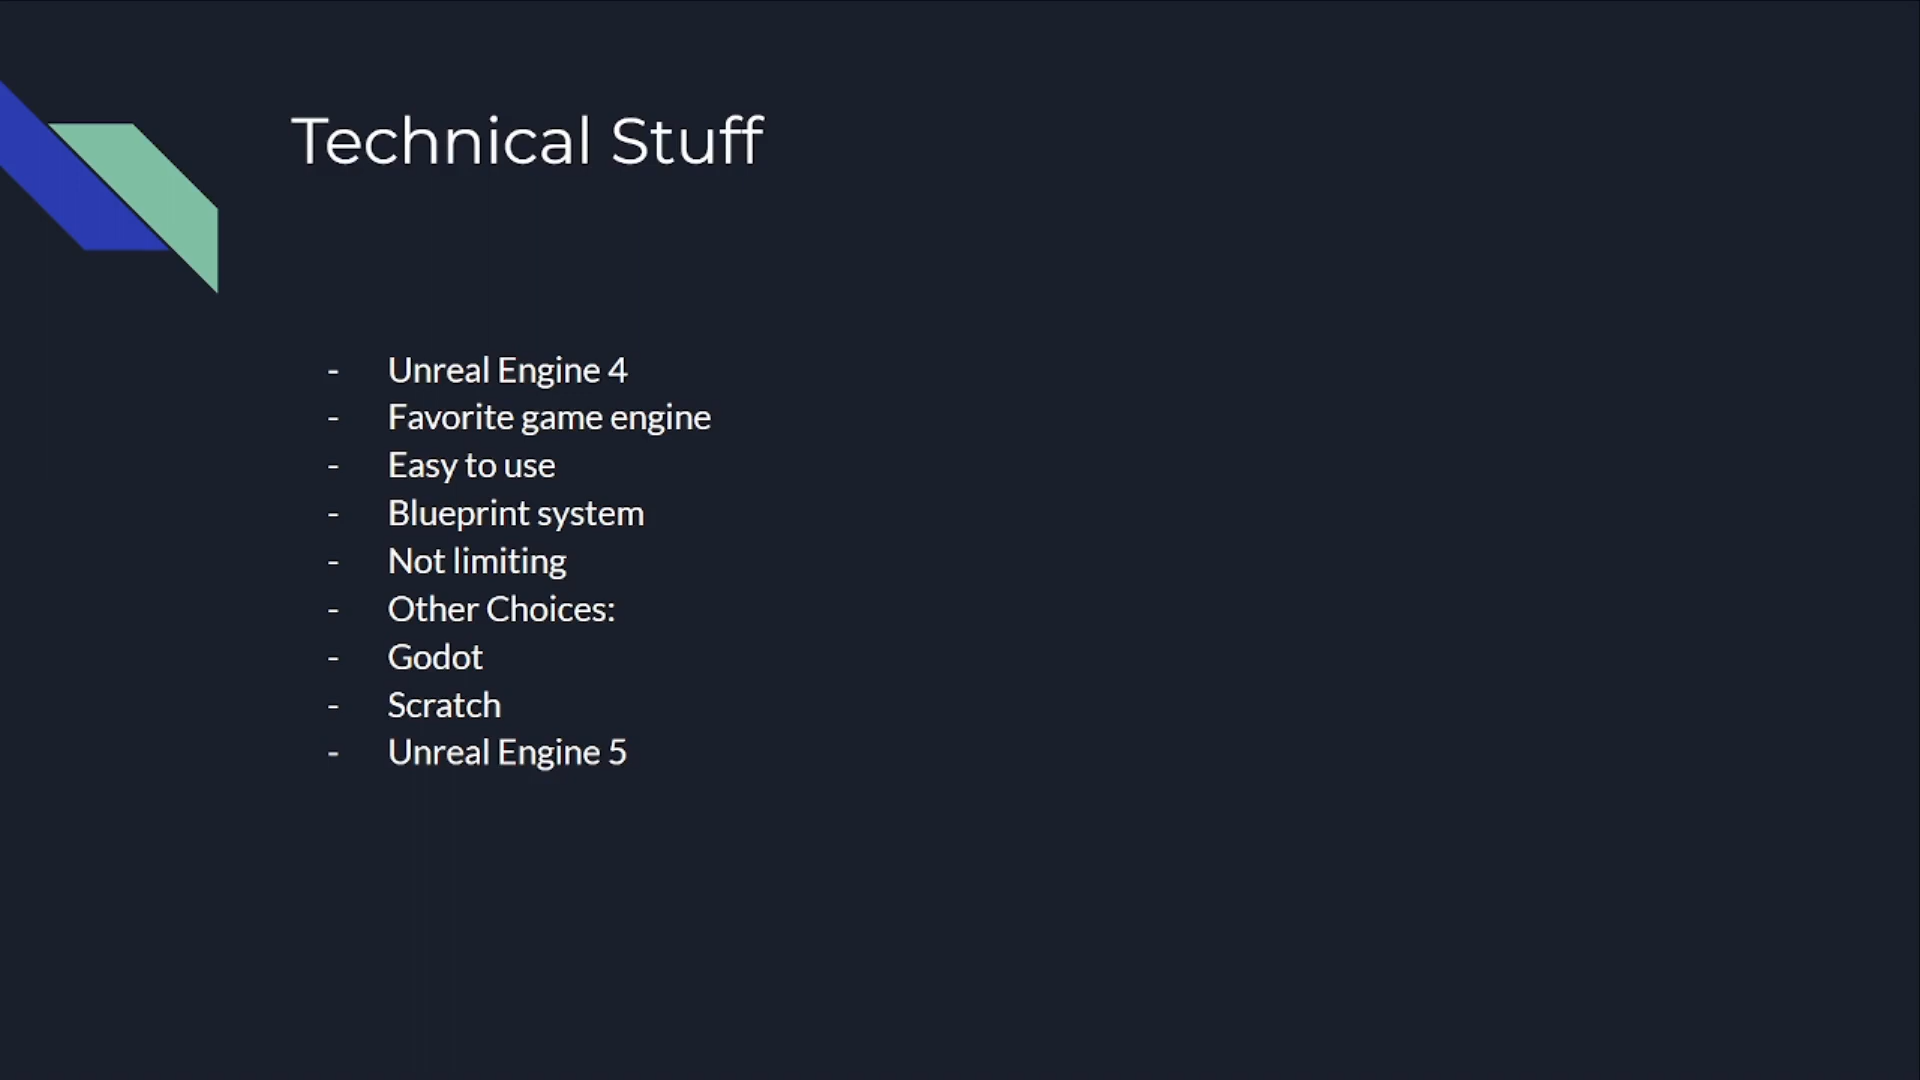 Technical Stuff
- Unreal Engine 4
- Favorite game engine
- Easy to use
- Blueprint system
- Not limiting
- Other Choices:
- Godot
- Scratch
- Unreal Engine 5